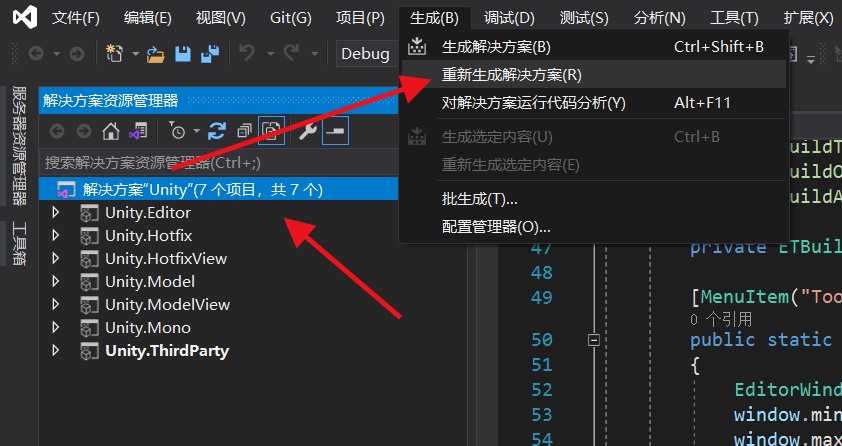 文件(F) 编辑(E) 视图(V) Git(G) 项目(P) 生成(B) 调试(D) 测试(S) 分析(N) 工具(T) 扩展(X)
Debug
生成解决方案(B) Ctrl+Shift+B
重新生成解决方案(R)
对解决方案运行代码分析(Y) Alt+F11
生成选定内容(U) Ctrl+B
重新生成选定内容(E)
批生成(T)...
配置管理器(O)...
服务器资源管理器
工具箱
解决方案资源管理器
搜索解决方案资源管理器(Ctrl+;)
解决方案"Unity"(7 个项目，共 7 个)
Unity.Editor
Unity.Hotfix
Unity.HotfixView
Unity.Model
Unity.ModelView
Unity.Mono
Unity.ThirdParty
uildT
uildO
uildA
47 private ETBuil
48
49 [MenuItem("Too
0 个引用
50 public static
51 {
52 EditorWind
53 window.min
54 window.max